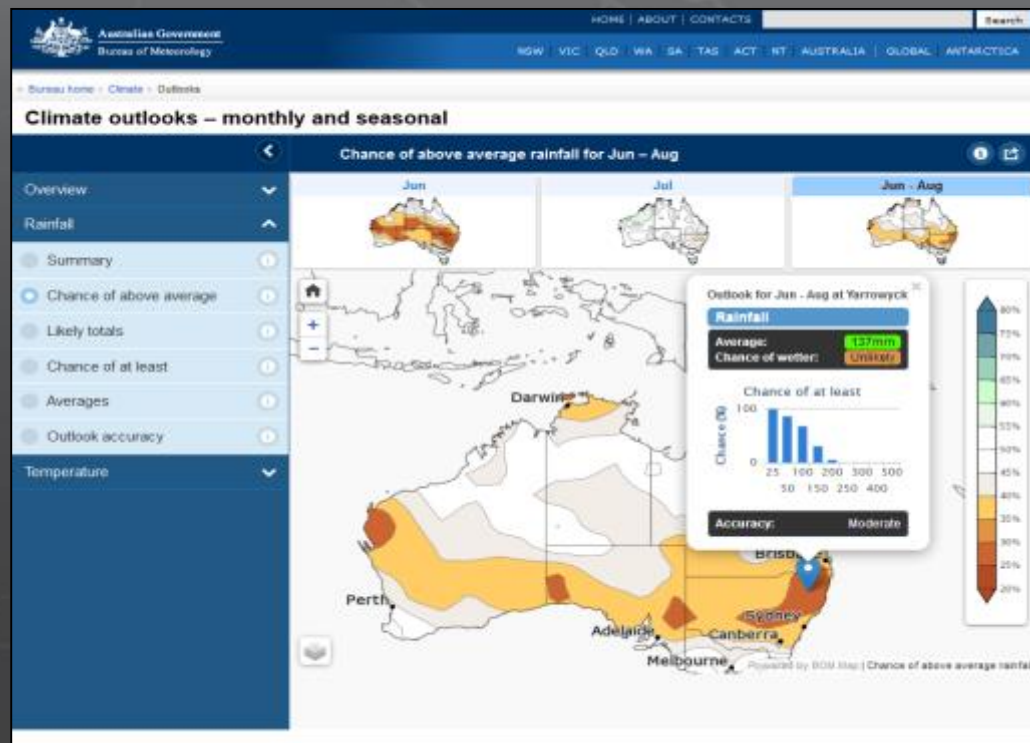 HOME | ABOUT | CONTACTS
Search
Australian Government
Bureau of Meteorology
NSW VIC QLD WA SA TAS ACT NT AUSTRALIA | GLOBAL ANTARCTICA
Bureau home Climate Outlooks
Climate outlooks – monthly and seasonal
Chance of above average rainfall for Jun – Aug
Overview
Rainfall
Summary
Chance of above average
Likely totals
Chance of at least
Averages
Outlook accuracy
Temperature
Jun
Jul
Jun - Aug
+
−
Outlook for Jun - Aug at Yarrowyck
Rainfall
Average: 137mm
Chance of wetter: Unlikely
Chance of at least
Chance (%)
100
0
25 100 200 300 500
50 150 250 400
Accuracy: Moderate
80%
75%
70%
65%
60%
55%
50%
45%
40%
35%
30%
25%
20%
Darwin
Brisbane
Perth
Sydney
Adelaide
Canberra
Melbourne
Powered by BOM Map | Chance of above average rainfall